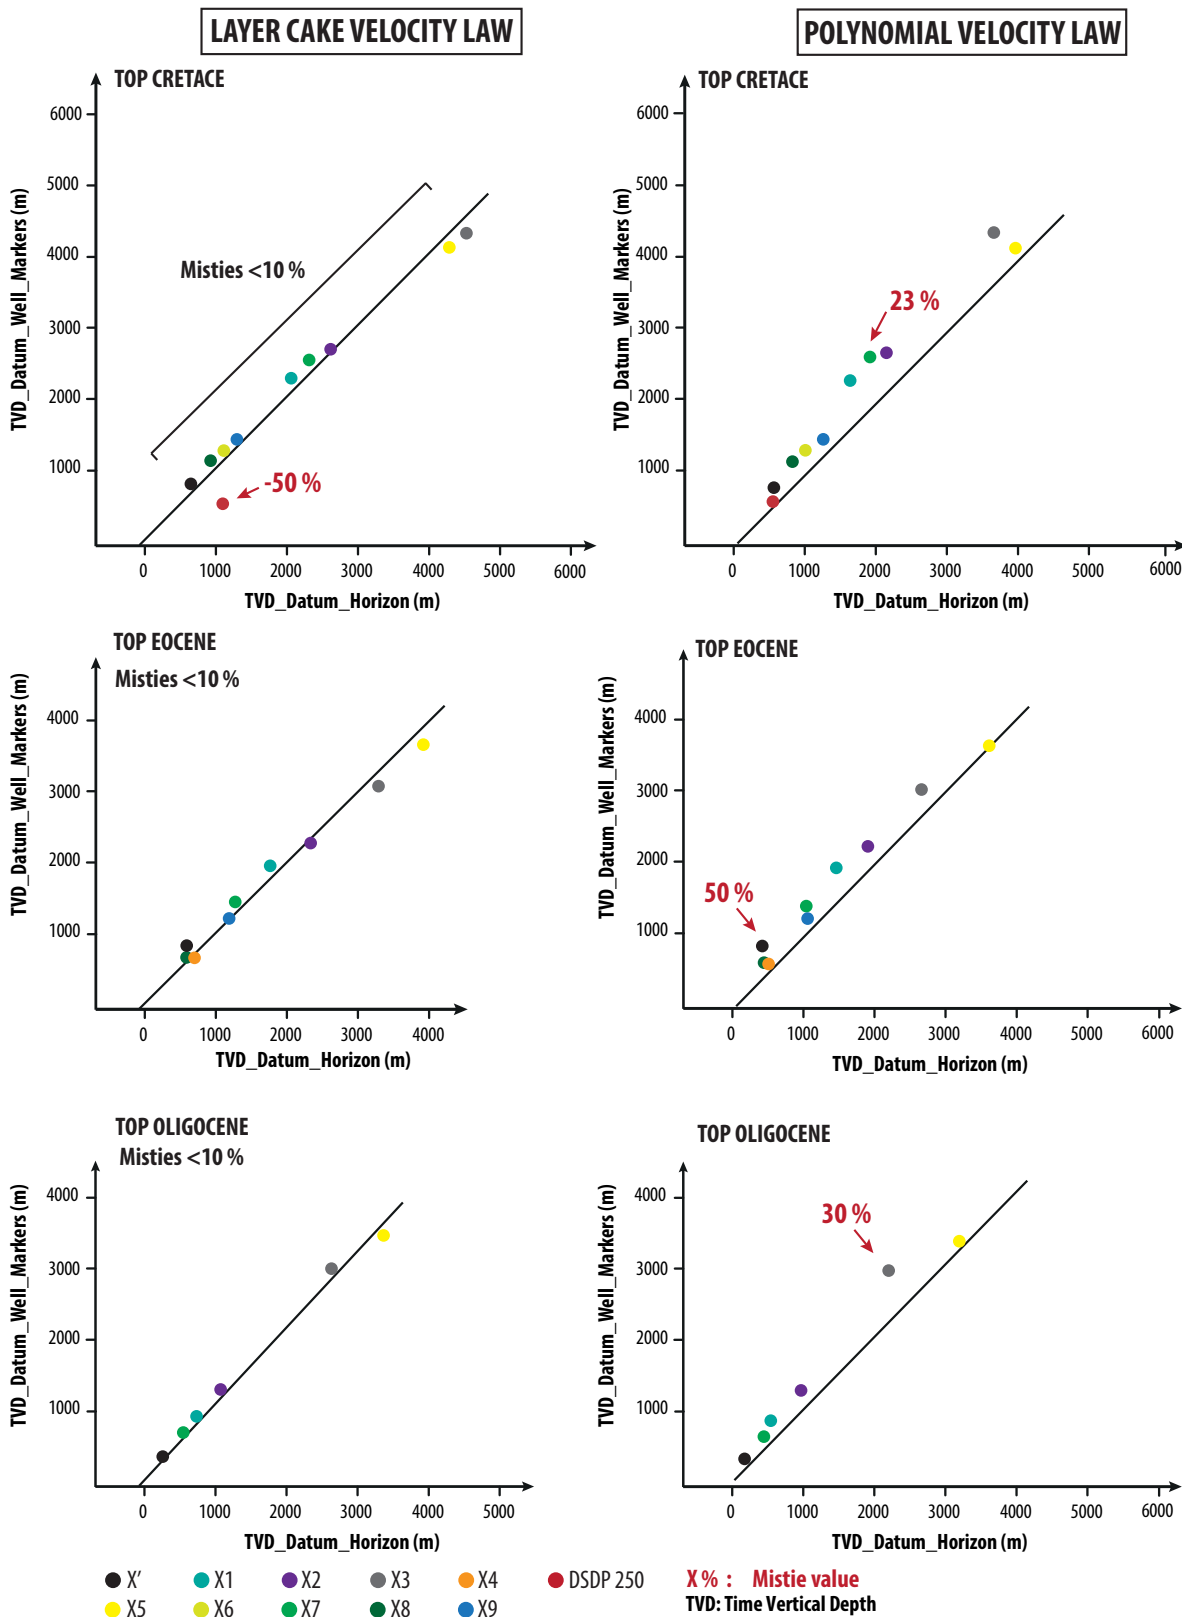 LAYER CAKE VELOCITY LAW
POLYNOMIAL VELOCITY LAW
TOP CRETACE
TVD_Datum_Well_Markers (m)
6000
5000
4000
3000
2000
1000
Misties <10 %
-50 %
0 1000 2000 3000 4000 5000 6000
TVD_Datum_Horizon (m)
TOP CRETACE
TVD_Datum_Well_Markers (m)
6000
5000
4000
3000
2000
1000
23 %
0 1000 2000 3000 4000 5000 6000
TVD_Datum_Horizon (m)
TOP EOCENE
Misties <10 %
TVD_Datum_Well_Markers (m)
4000
3000
2000
1000
0 1000 2000 3000 4000
TVD_Datum_Horizon (m)
TOP EOCENE
TVD_Datum_Well_Markers (m)
4000
3000
2000
1000
50 %
0 1000 2000 3000 4000 5000 6000
TVD_Datum_Horizon (m)
TOP OLIGOCENE
Misties <10 %
TVD_Datum_Well_Markers (m)
4000
3000
2000
1000
0 1000 2000 3000 4000 5000
TVD_Datum_Horizon (m)
TOP OLIGOCENE
TVD_Datum_Well_Markers (m)
4000
3000
2000
1000
30 %
0 1000 2000 3000 4000 5000 6000
TVD_Datum_Horizon (m)
X' X1 X2 X3 X4 DSDP 250
X5 X6 X7 X8 X9
X % : Mistie value
TVD: Time Vertical Depth